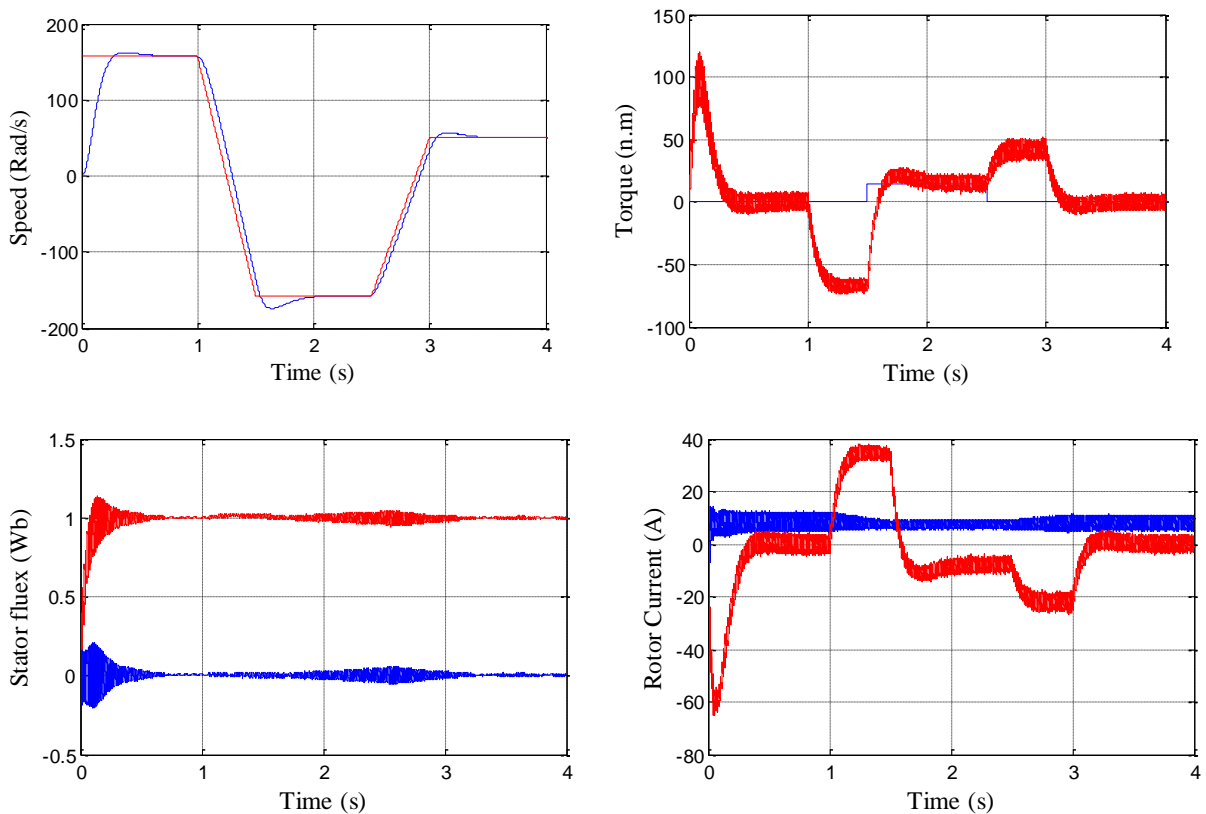 200
100
0
-100
-200
Speed (Rad/s)
0 1 2 3 4
Time (s)
150
100
50
0
-50
-100
Torque (n.m)
0 1 2 3 4
Time (s)
1.5
1
0.5
0
-0.5
Stator fluex (Wb)
0 1 2 3 4
Time (s)
40
20
0
-20
-40
-60
-80
Rotor Current (A)
0 1 2 3 4
Time (s)